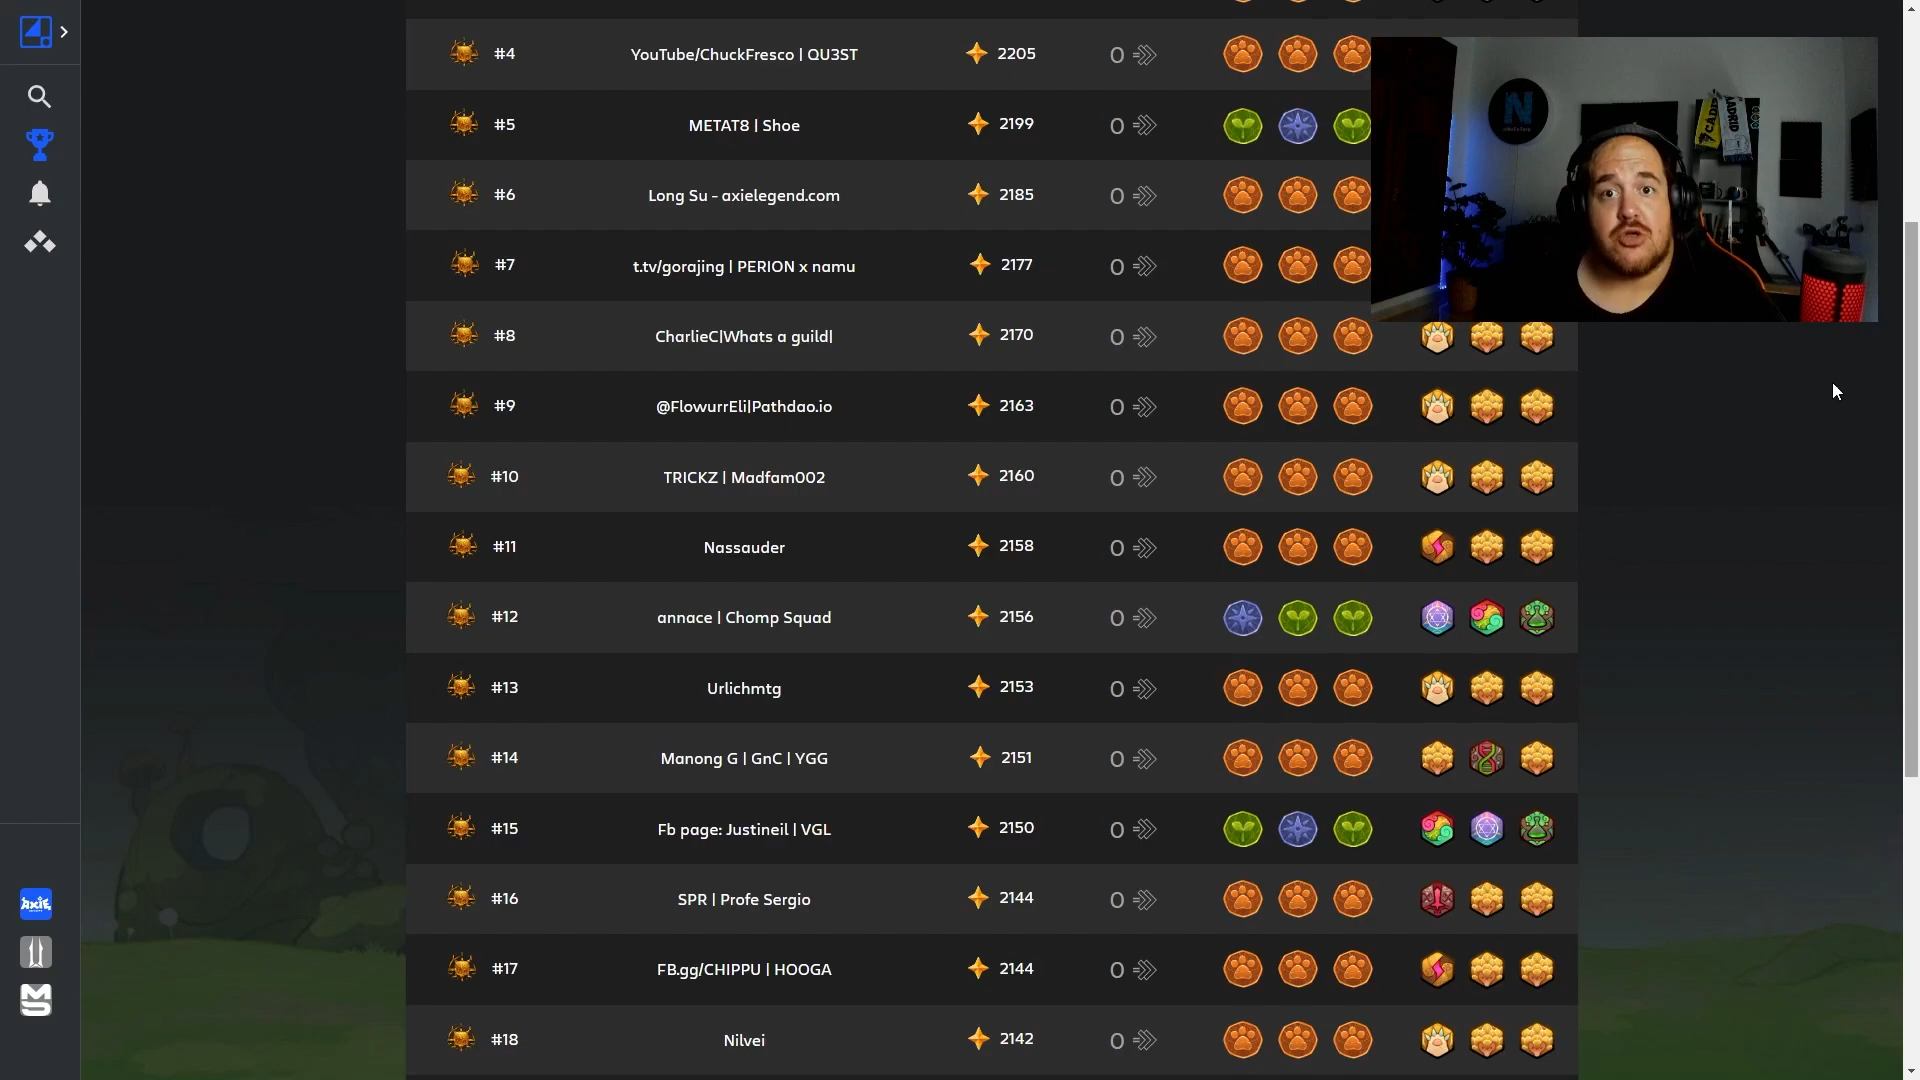 #4 YouTube/ChuckFresco | QU3ST 2205 0
#5 METAT8 | Shoe 2199 0
#6 Long Su - axielegend.com 2185 0
#7 t.tv/gorajing | PERION x namu 2177 0
#8 CharlieC|Whats a guild| 2170 0
#9 @FlowurrEli|Pathdao.io 2163 0
#10 TRICKZ | Madfam002 2160 0
#11 Nassauder 2158 0
#12 annace | Chomp Squad 2156 0
#13 Urlichmtg 2153 0
#14 Manong G | GnC | YGG 2151 0
#15 Fb page: Justineil | VGL 2150 0
#16 SPR | Profe Sergio 2144 0
#17 FB.gg/CHIPPU | HOOGA 2144 0
#18 Nilvei 2142 0
AXIE
N
CADIZ